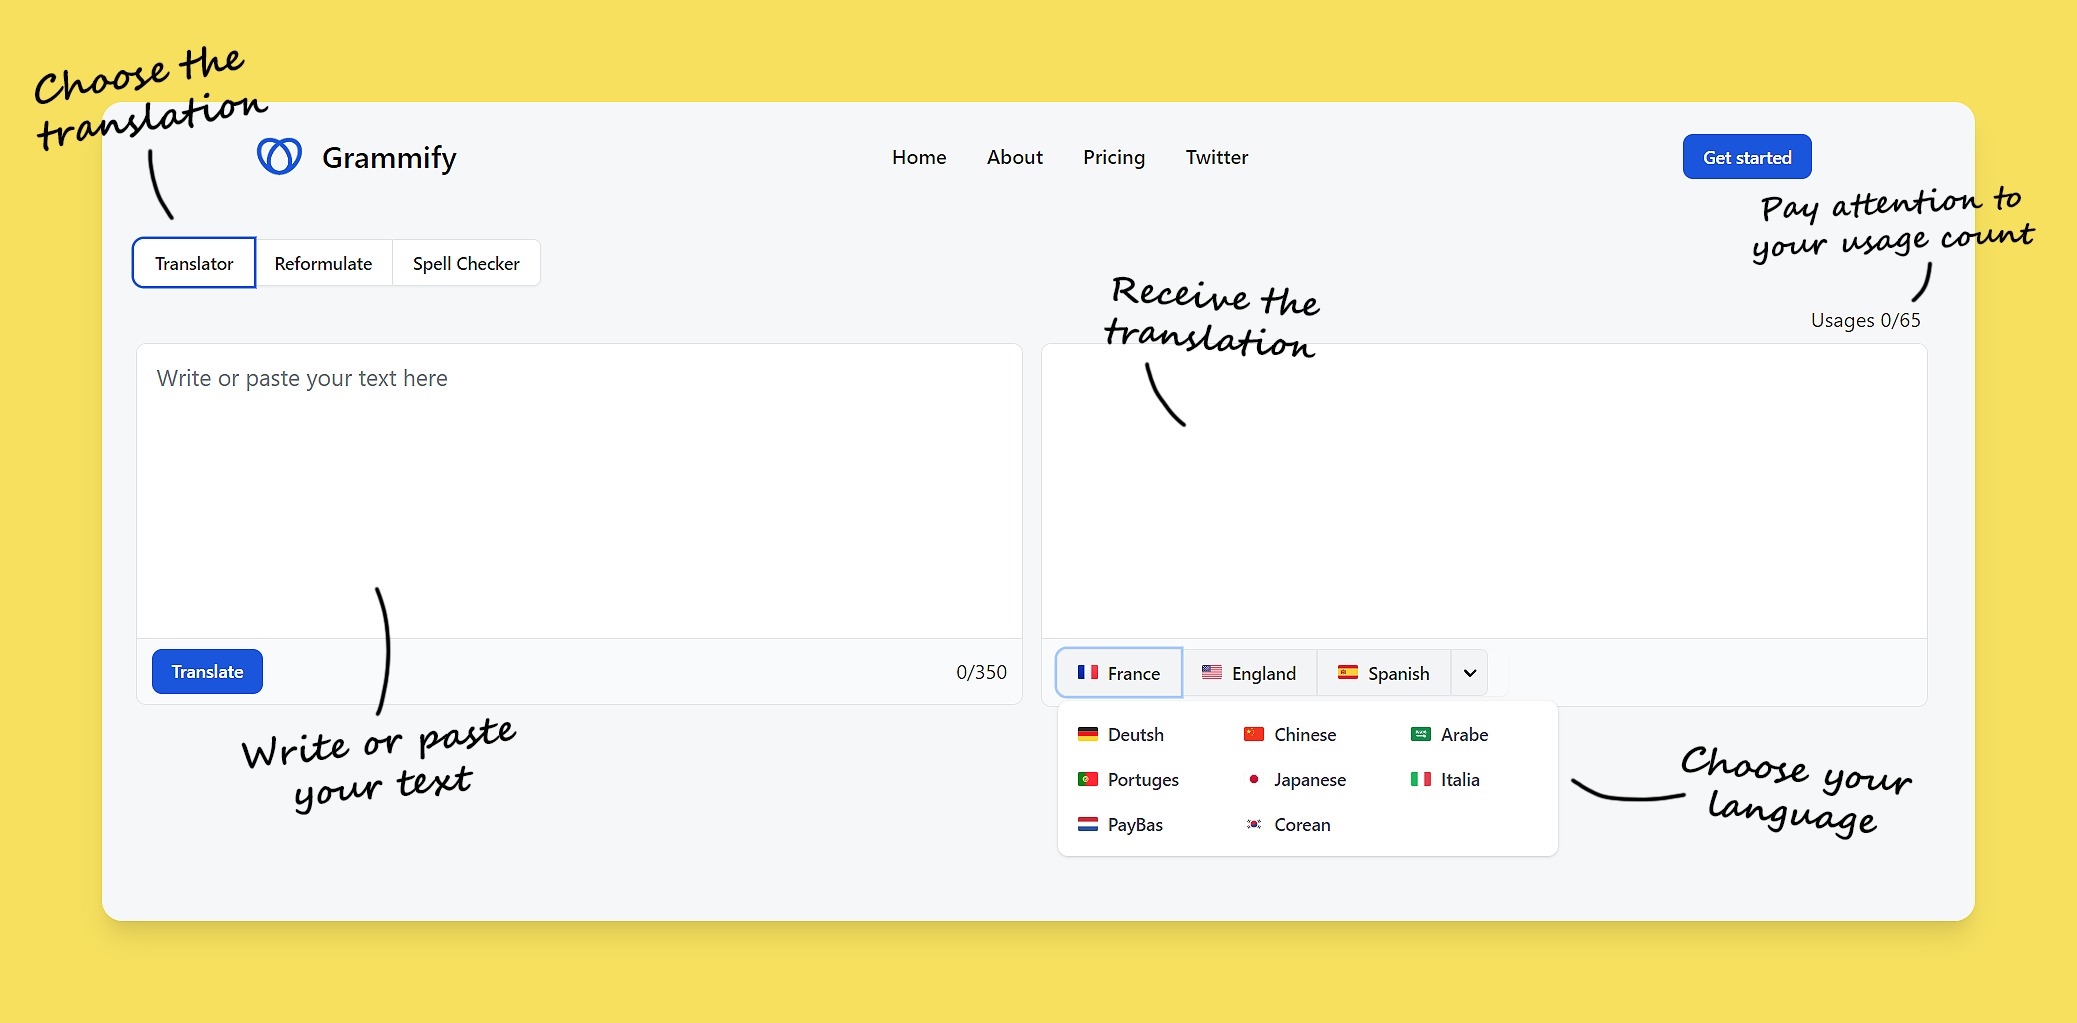 Choose the
translation
Grammify
Home About Pricing Twitter
Get started
Pay attention to
your usage count
Translator Reformulate Spell Checker
Receive the
translation
Usages 0/65
Write or paste your text here
Translate 0/350
France England Spanish
Write or paste
your text
Deutsh Chinese Arabe
Portuges Japanese Italia
PayBas Corean
Choose your
language